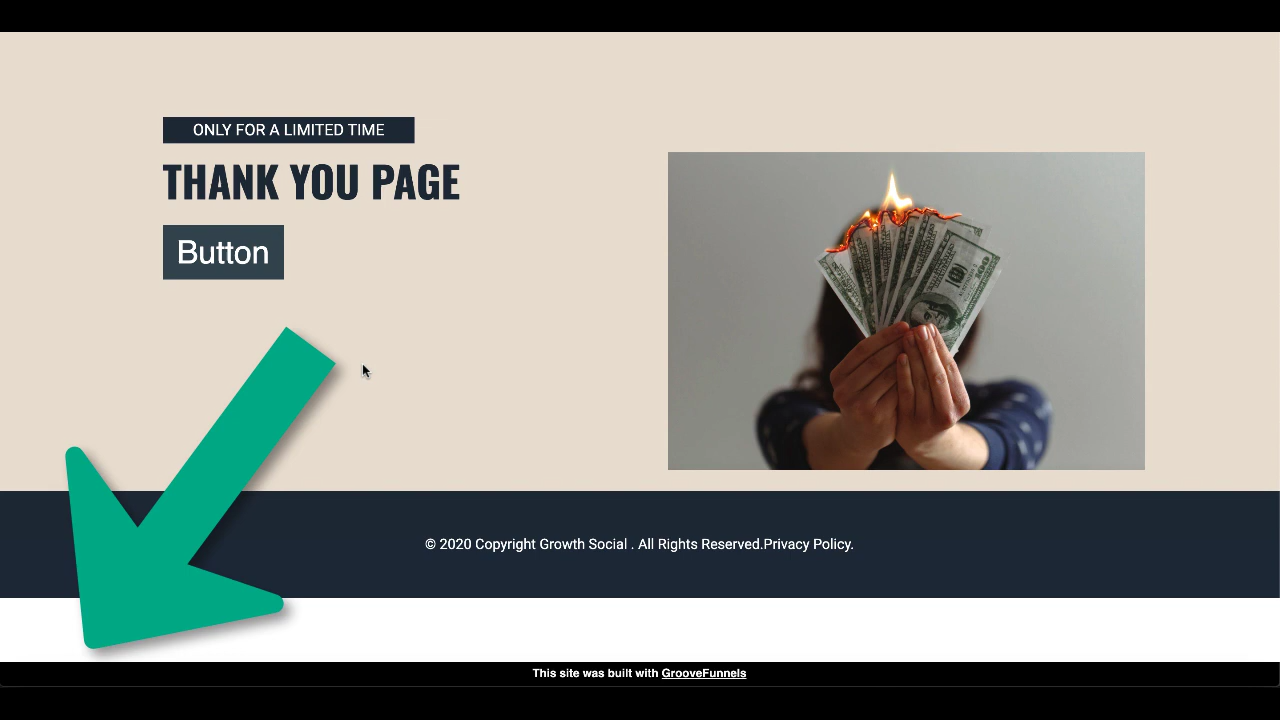 ONLY FOR A LIMITED TIME
THANK YOU PAGE
Button
100
© 2020 Copyright Growth Social . All Rights Reserved.Privacy Policy.
This site was built with GrooveFunnels